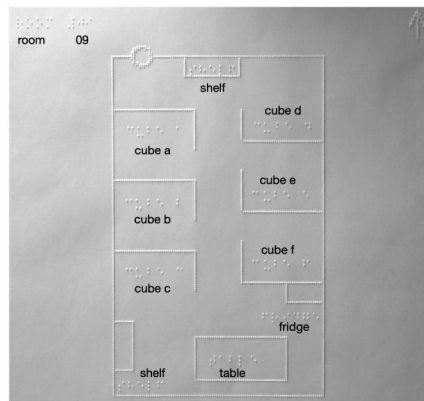 room 09
shelf
cube d
cube a
cube e
cube b
cube f
cube c
fridge
shelf
table